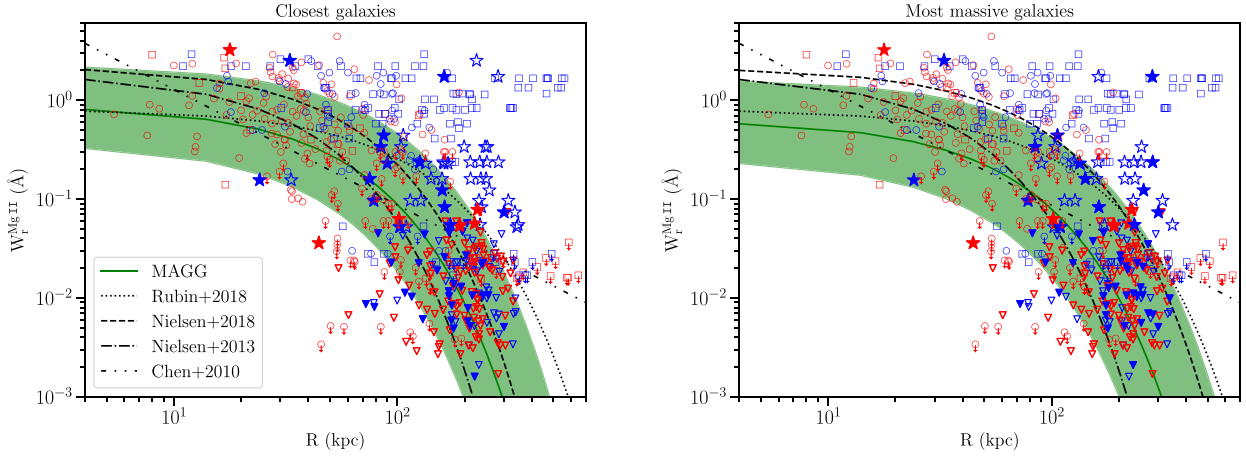 Closest galaxies
10^0
10^{-1}
10^{-2}
10^{-3}
W_r^{Mg II} (Å)
MAGG
Rubin+2018
Nielsen+2018
Nielsen+2013
Chen+2010
10^1
10^2
R (kpc)
Most massive galaxies
10^0
10^{-1}
10^{-2}
10^{-3}
W_r^{Mg II} (Å)
10^1
10^2
R (kpc)